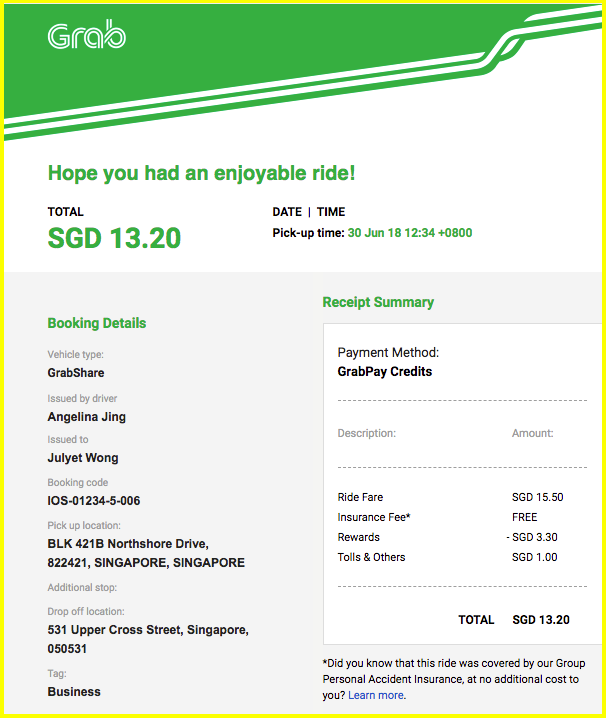 Grab
Hope you had an enjoyable ride!
TOTAL
SGD 13.20
DATE | TIME
Pick-up time: 30 Jun 18 12:34 +0800
Booking Details
Vehicle type:
GrabShare
Issued by driver
Angelina Jing
Issued to
Julyet Wong
Booking code
IOS-01234-5-006
Pick up location:
BLK 421B Northshore Drive,
822421, SINGAPORE, SINGAPORE
Additional stop:
Drop off location:
531 Upper Cross Street, Singapore,
050531
Tag:
Business
Receipt Summary
Payment Method:
GrabPay Credits
Description: Amount:
Ride Fare SGD 15.50
Insurance Fee* FREE
Rewards - SGD 3.30
Tolls & Others SGD 1.00
TOTAL SGD 13.20
*Did you know that this ride was covered by our Group
Personal Accident Insurance, at no additional cost to
you? Learn more.